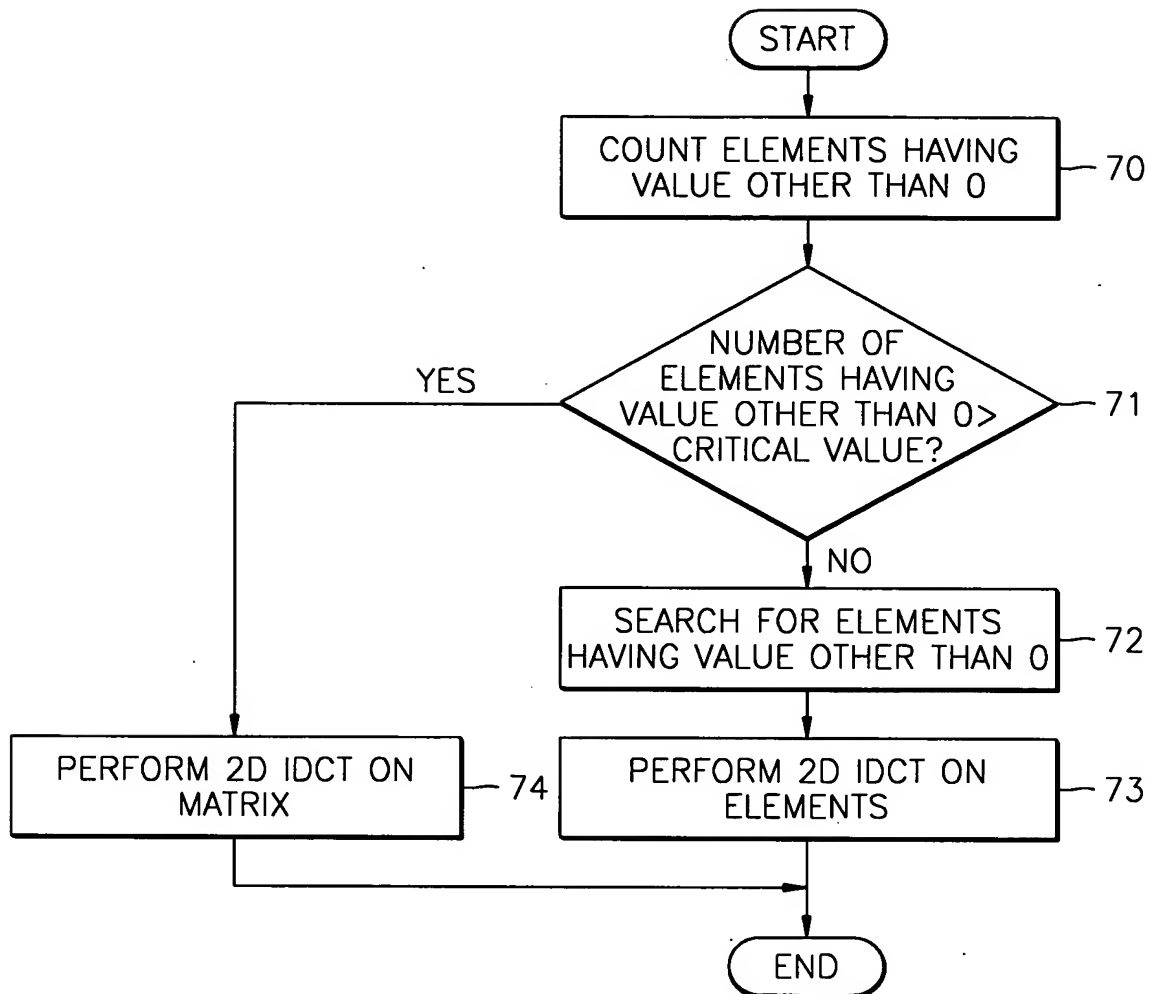 START
COUNT ELEMENTS HAVING
VALUE OTHER THAN 0
70
NUMBER OF
ELEMENTS HAVING
VALUE OTHER THAN 0>
CRITICAL VALUE?
71
YES
NO
SEARCH FOR ELEMENTS
HAVING VALUE OTHER THAN 0
72
PERFORM 2D IDCT ON
MATRIX
74
PERFORM 2D IDCT ON
ELEMENTS
73
END